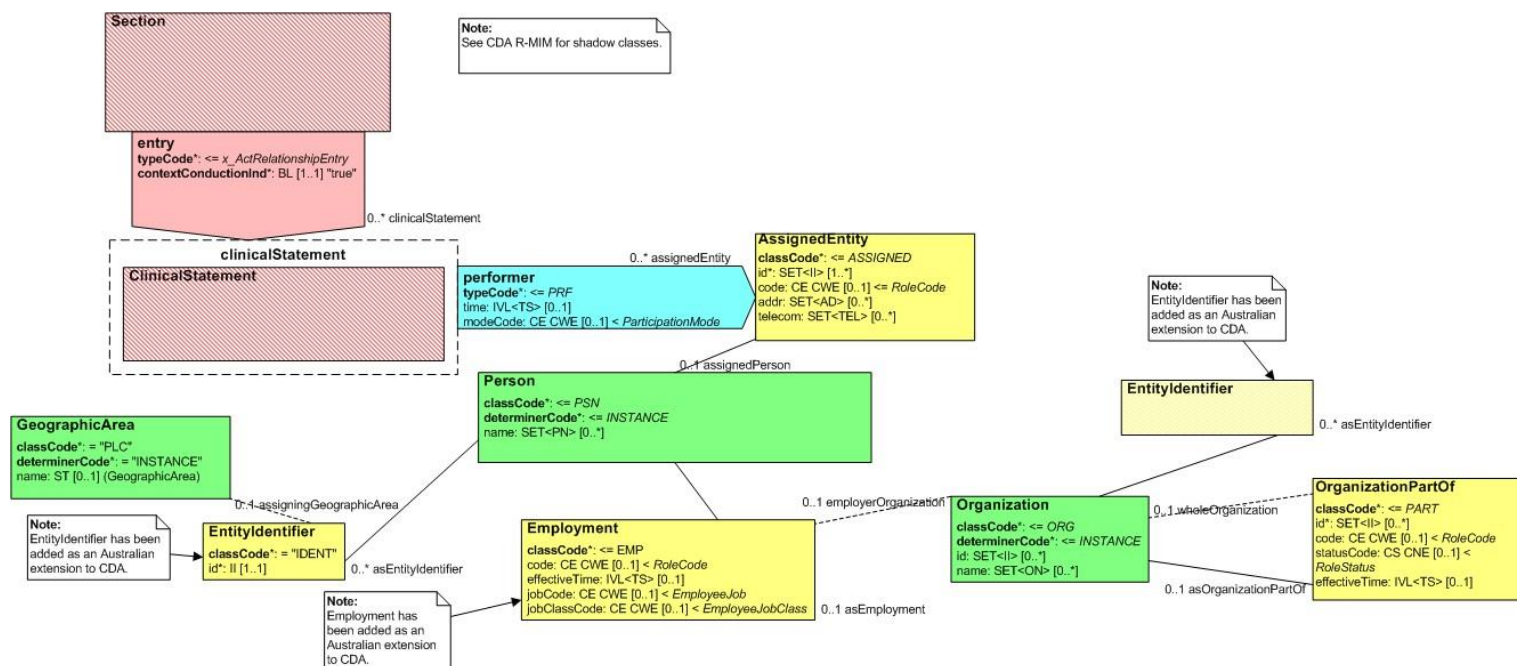 Section
Note:
See CDA R-MIM for shadow classes.
entry
typeCode*: <= x_ActRelationshipEntry
contextConductionInd*: BL [1..1] "true"
0..* clinicalStatement
clinicalStatement
ClinicalStatement
0..* assignedEntity
performer
typeCode*: <= PRF
time: IVL<TS> [0..1]
modeCode: CE CWE [0..1] < ParticipationMode
AssignedEntity
classCode*: <= ASSIGNED
id*: SET<II> [1..*]
code: CE CWE [0..1] <= RoleCode
addr: SET<AD> [0..*]
telecom: SET<TEL> [0..*]
Note:
EntityIdentifier has been
added as an Australian
extension to CDA.
0..1 assignedPerson
Person
classCode*: <= PSN
determinerCode*: <= INSTANCE
name: SET<PN> [0..*]
EntityIdentifier
0..* asEntityIdentifier
GeographicArea
classCode*: = "PLC"
determinerCode*: = "INSTANCE"
name: ST [0..1] (GeographicArea)
0..1 assigningGeographicArea
Note:
EntityIdentifier has been
added as an Australian
extension to CDA.
EntityIdentifier
classCode*: = "IDENT"
id*: II [1..1]
0..* asEntityIdentifier
Note:
Employment has
been added as an
Australian extension
to CDA.
Employment
classCode*: <= EMP
code: CE CWE [0..1] < RoleCode
effectiveTime: IVL<TS> [0..1]
jobCode: CE CWE [0..1] < EmployeeJob
jobClassCode: CE CWE [0..1] < EmployeeJobClass
0..1 employerOrganization
0..1 asEmployment
Organization
classCode*: <= ORG
determinerCode*: <= INSTANCE
id: SET<II> [0..*]
name: SET<ON> [0..*]
0..1 wholeOrganization
0..1 asOrganizationPartOf
OrganizationPartOf
classCode*: <= PART
id*: SET<II> [0..*]
code: CE CWE [0..1] < RoleCode
statusCode: CS CNE [0..1] <
RoleStatus
effectiveTime: IVL<TS> [0..1]